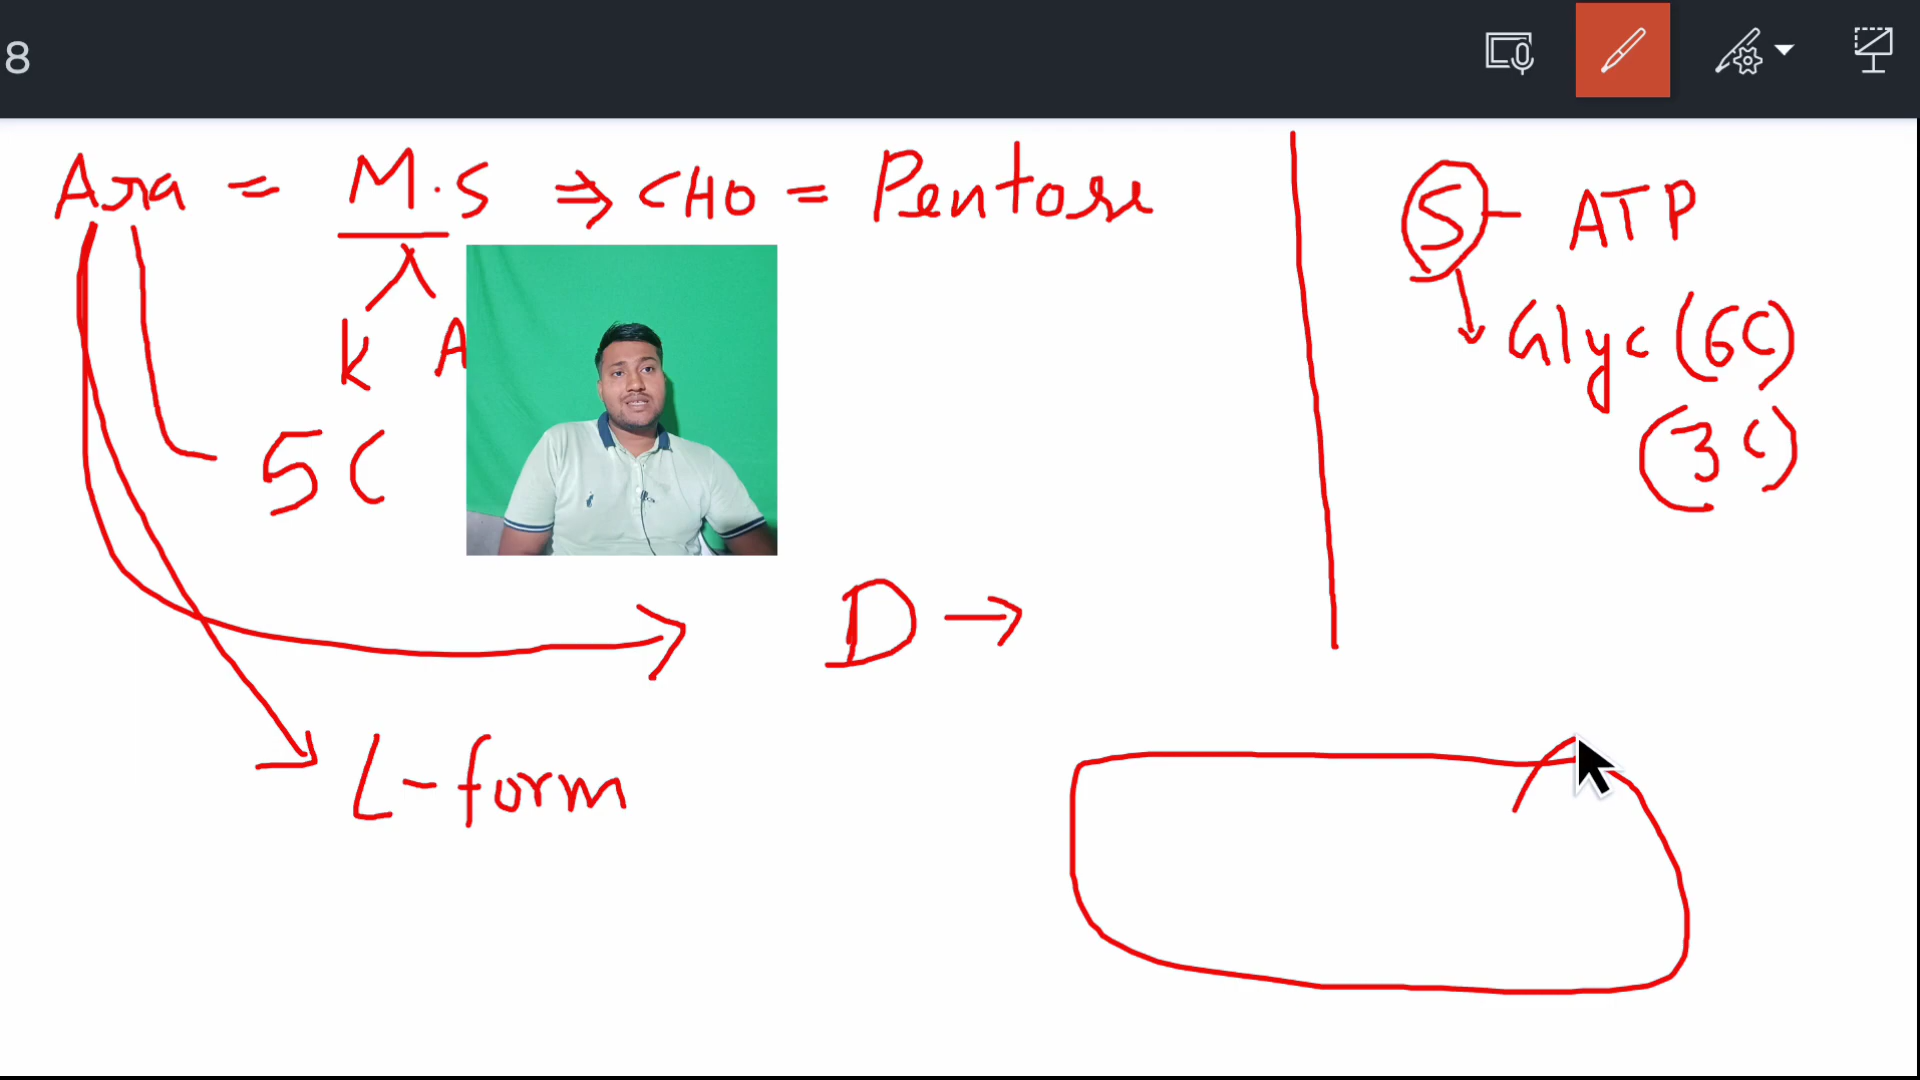 8
Ara = M.S ⇒ CHO = Pentose
K A
5C
D →
L-form
S - ATP
Glyc (6C)
(3C)